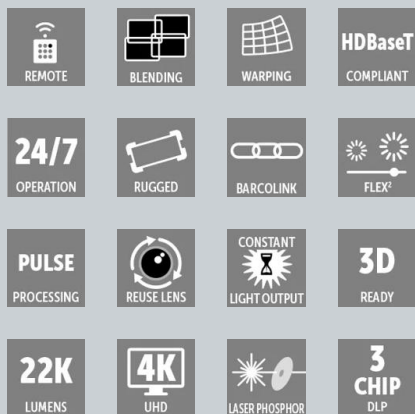 REMOTE
BLENDING
WARPING
HDBaseT
COMPLIANT
24/7
OPERATION
RUGGED
BARCOLINK
FLEX²
PULSE
PROCESSING
REUSE LENS
CONSTANT
LIGHT OUTPUT
3D
READY
22K
LUMENS
4K
UHD
LASER PHOSPHOR
3
CHIP
DLP